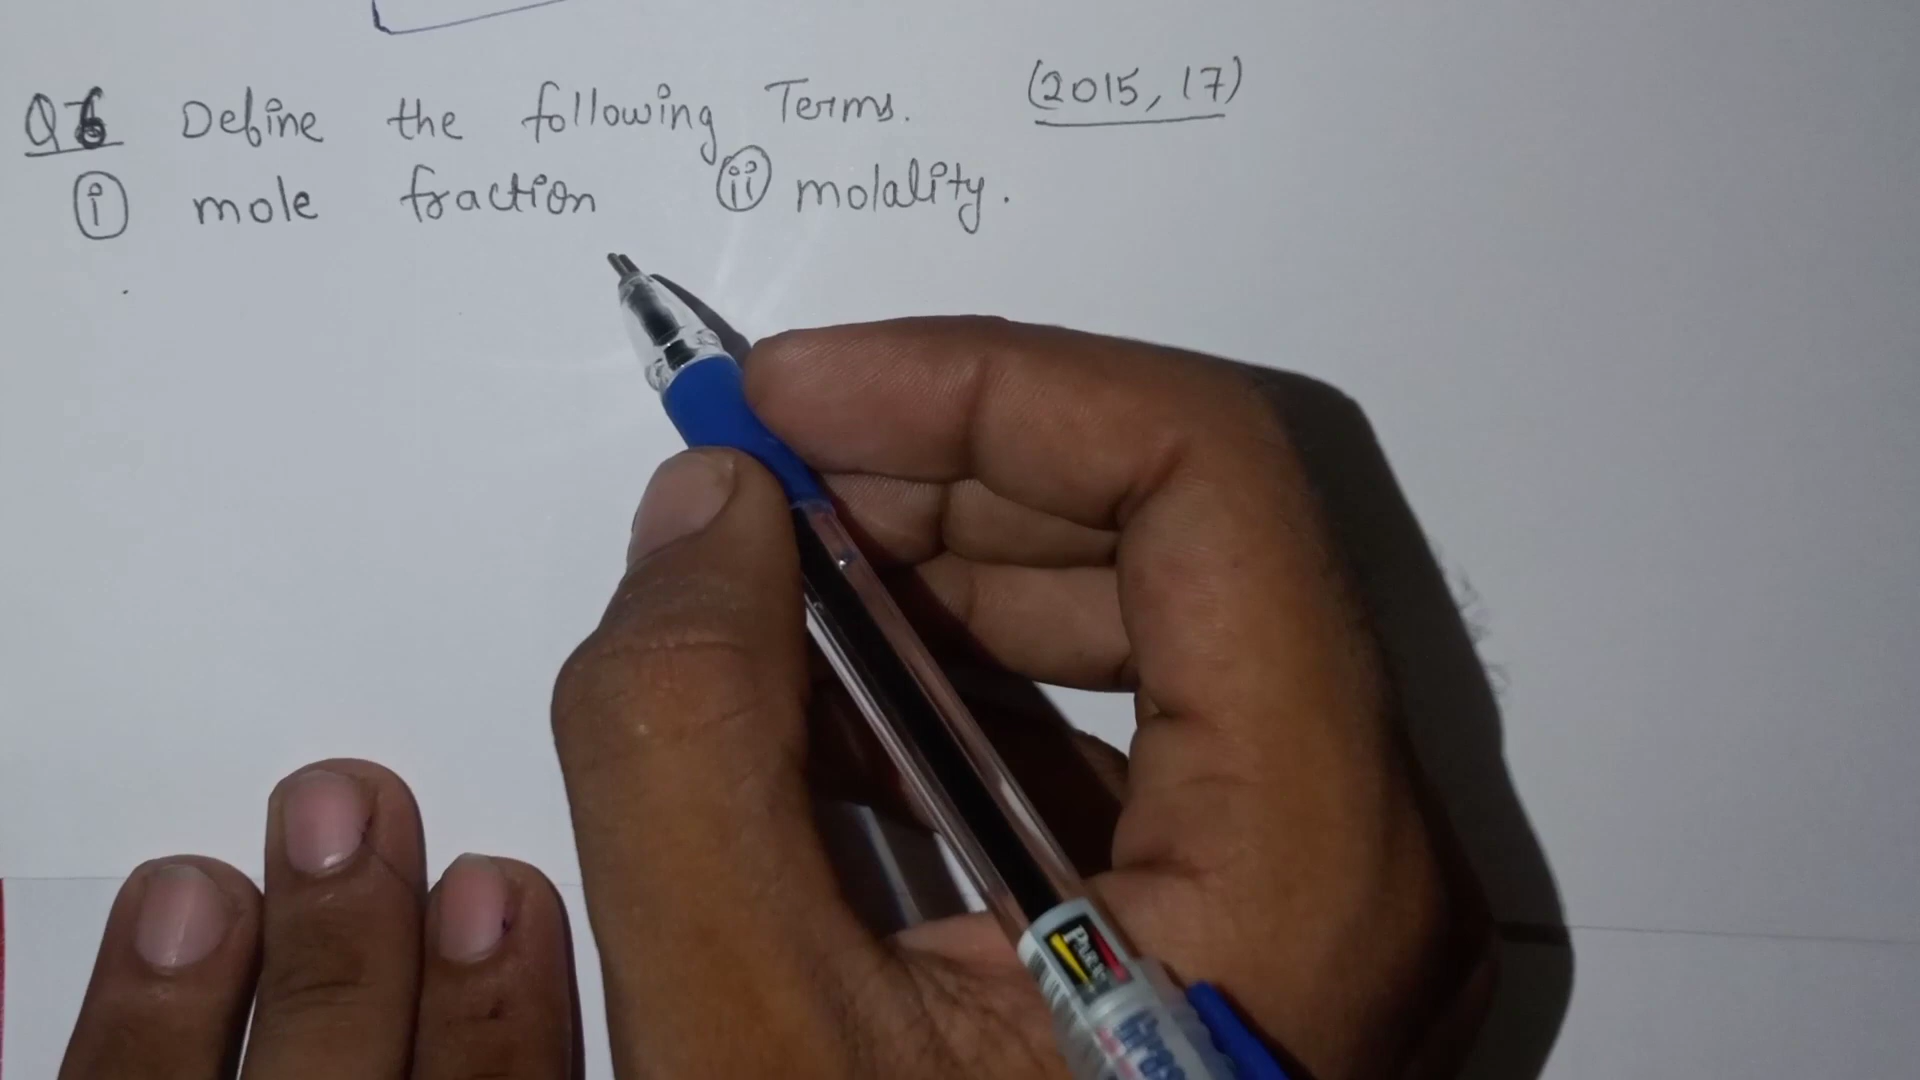 Q6 Define the following Terms. (2015, 17)
(i) mole fraction (ii) molality.